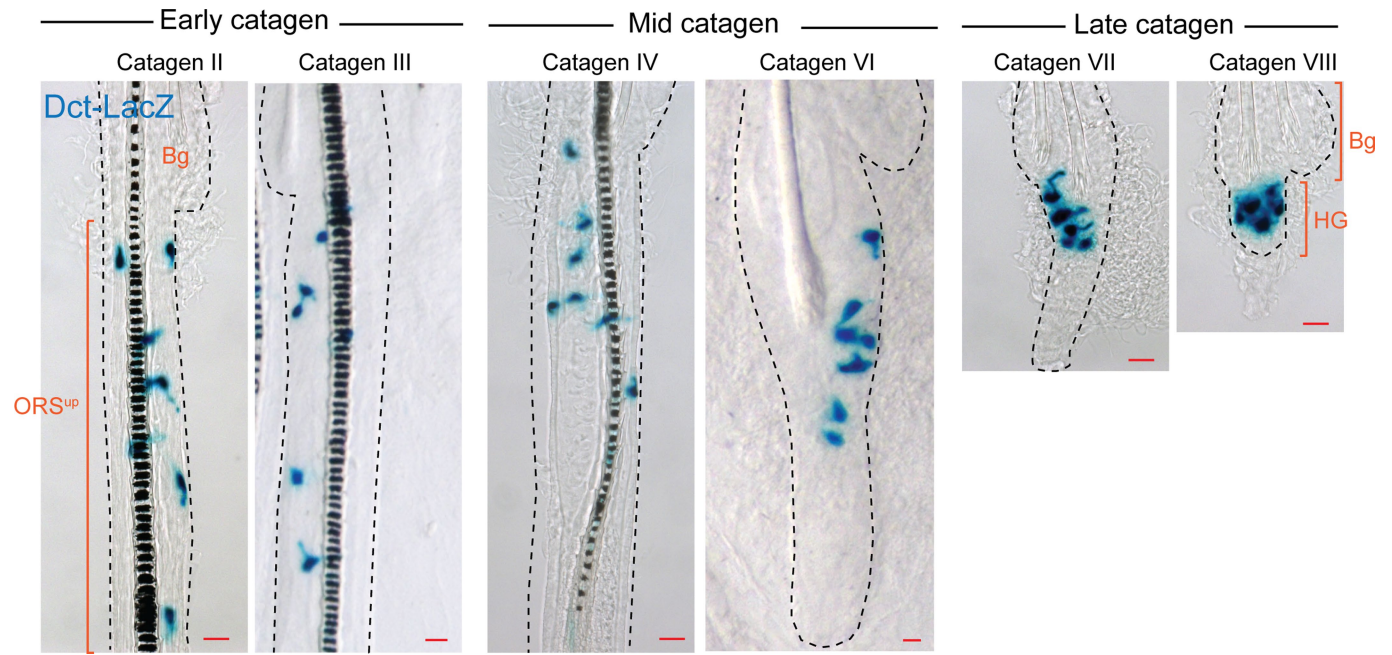 Early catagen
Mid catagen
Late catagen
Catagen II
Catagen III
Catagen IV
Catagen VI
Catagen VII
Catagen VIII
Dct-LacZ
Bg
ORSup
Bg
HG